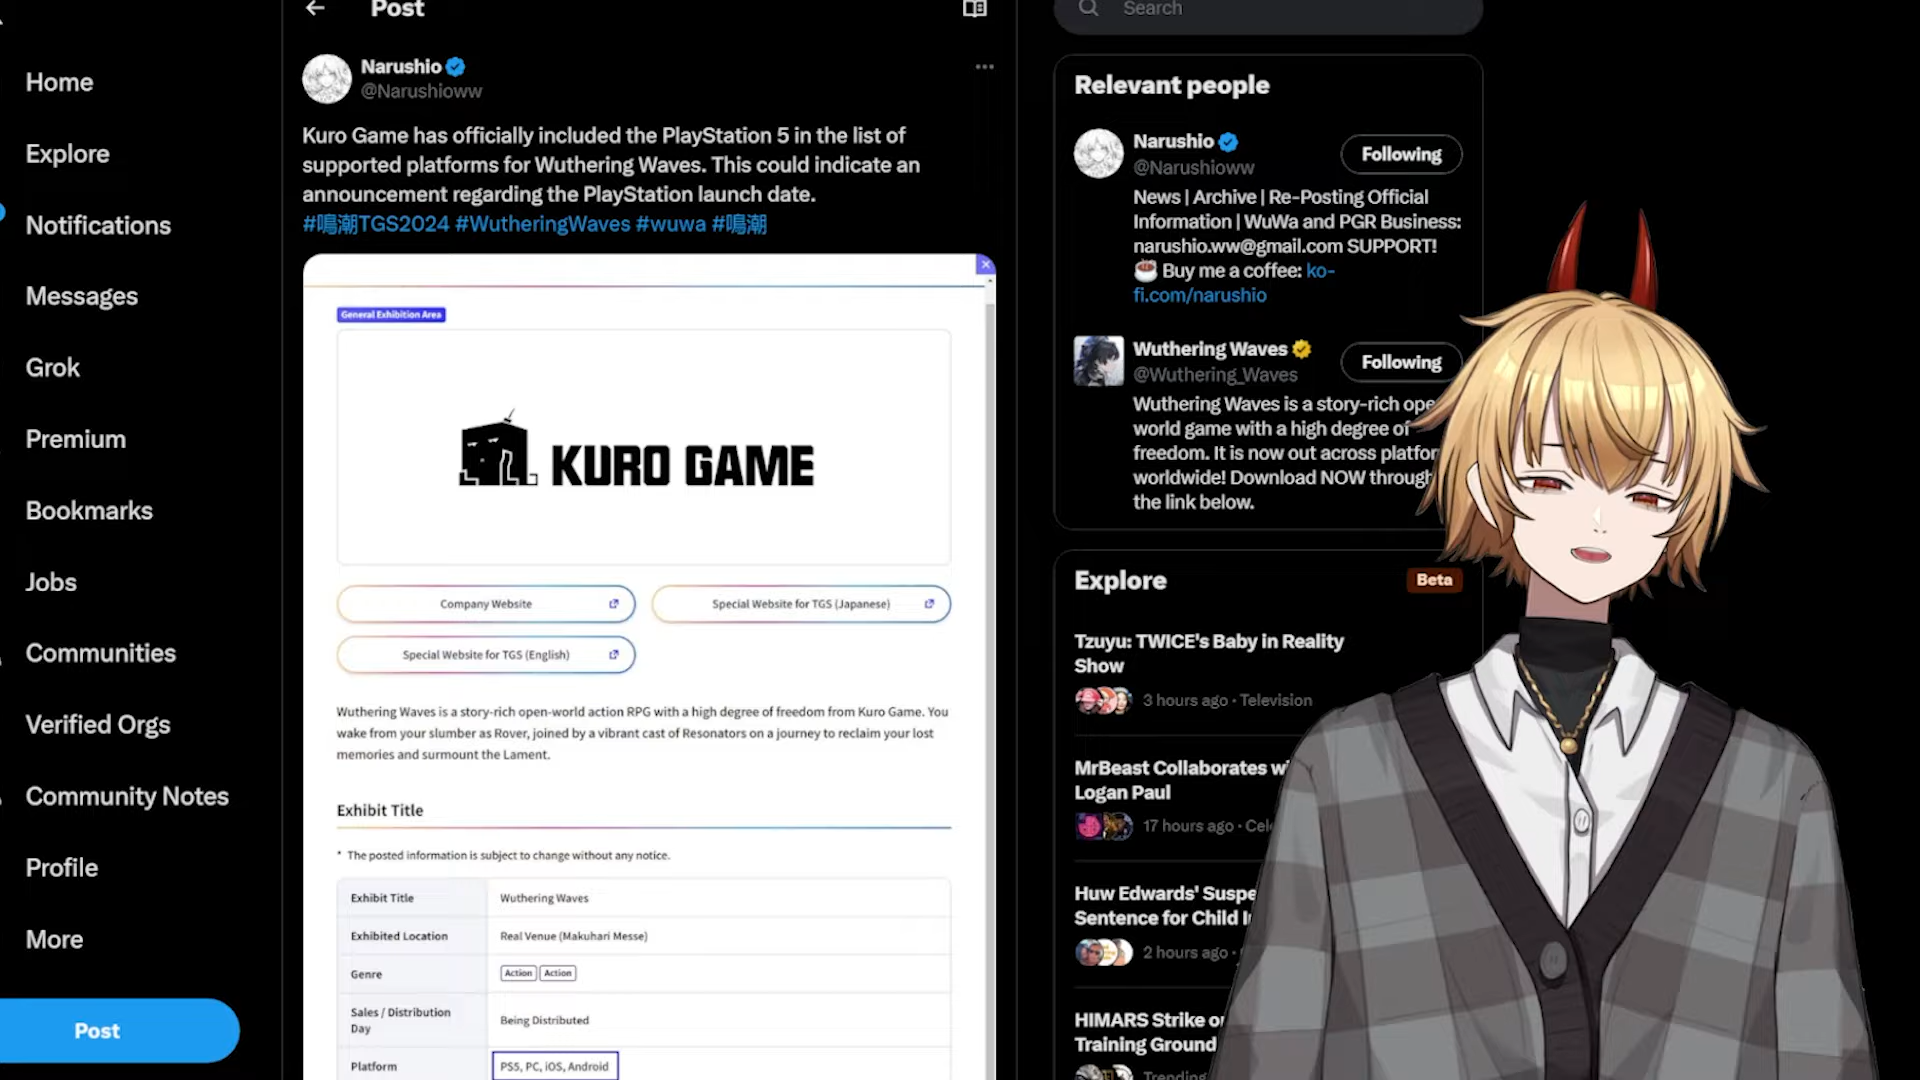 Home
Explore
Notifications
Messages
Grok
Premium
Bookmarks
Jobs
Communities
Verified Orgs
Community Notes
Profile
More
Post
Post
Narushio
@Narushioww
Kuro Game has officially included the PlayStation 5 in the list of
supported platforms for Wuthering Waves. This could indicate an
announcement regarding the PlayStation launch date.
#鳴潮TGS2024 #WutheringWaves #wuwa #鳴潮
General Exhibition Area
KURO GAME
Company Website
Special Website for TGS (Japanese)
Special Website for TGS (English)
Wuthering Waves is a story-rich open-world action RPG with a high degree of freedom from Kuro Game. You
wake from your slumber as Rover, joined by a vibrant cast of Resonators on a journey to reclaim your lost
memories and surmount the Lament.
Exhibit Title
* The posted information is subject to change without any notice.
Exhibit Title Wuthering Waves
Exhibited Location Real Venue (Makuhari Messe)
Genre Action Action
Sales / Distribution
Day
Being Distributed
Platform PS5, PC, iOS, Android
Search
Relevant people
Narushio
@Narushioww
Following
News | Archive | Re-Posting Official
Information | WuWa and PGR Business:
narushio.ww@gmail.com SUPPORT!
Buy me a coffee: ko-
fi.com/narushio
Wuthering Waves
@Wuthering_Waves
Following
Wuthering Waves is a story-rich ope
world game with a high degree of
freedom. It is now out across platfor
worldwide! Download NOW through
the link below.
Explore
Beta
Tzuyu: TWICE's Baby in Reality
Show
3 hours ago · Television
MrBeast Collaborates wi
Logan Paul
17 hours ago · Cele
Huw Edwards' Suspe
Sentence for Child I
2 hours ago ·
HIMARS Strike o
Training Ground
Trending